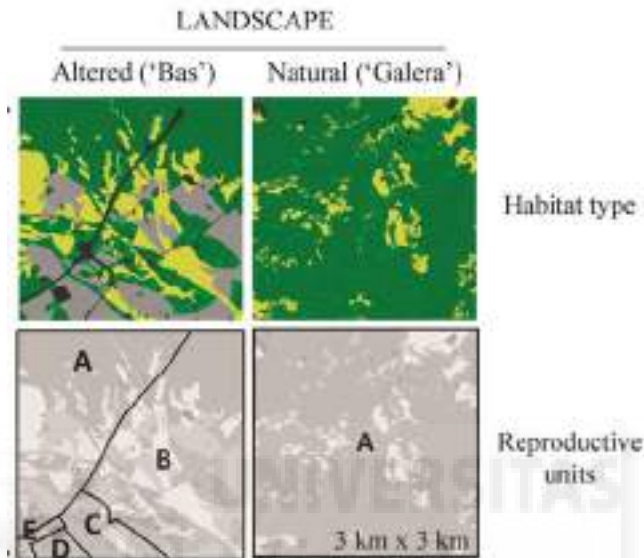 LANDSCAPE
Altered (‘Bas’) Natural (‘Galera’)
Habitat type
A
B
C
D
E
A
3 km x 3 km
Reproductive
units
UNIVERSITAS